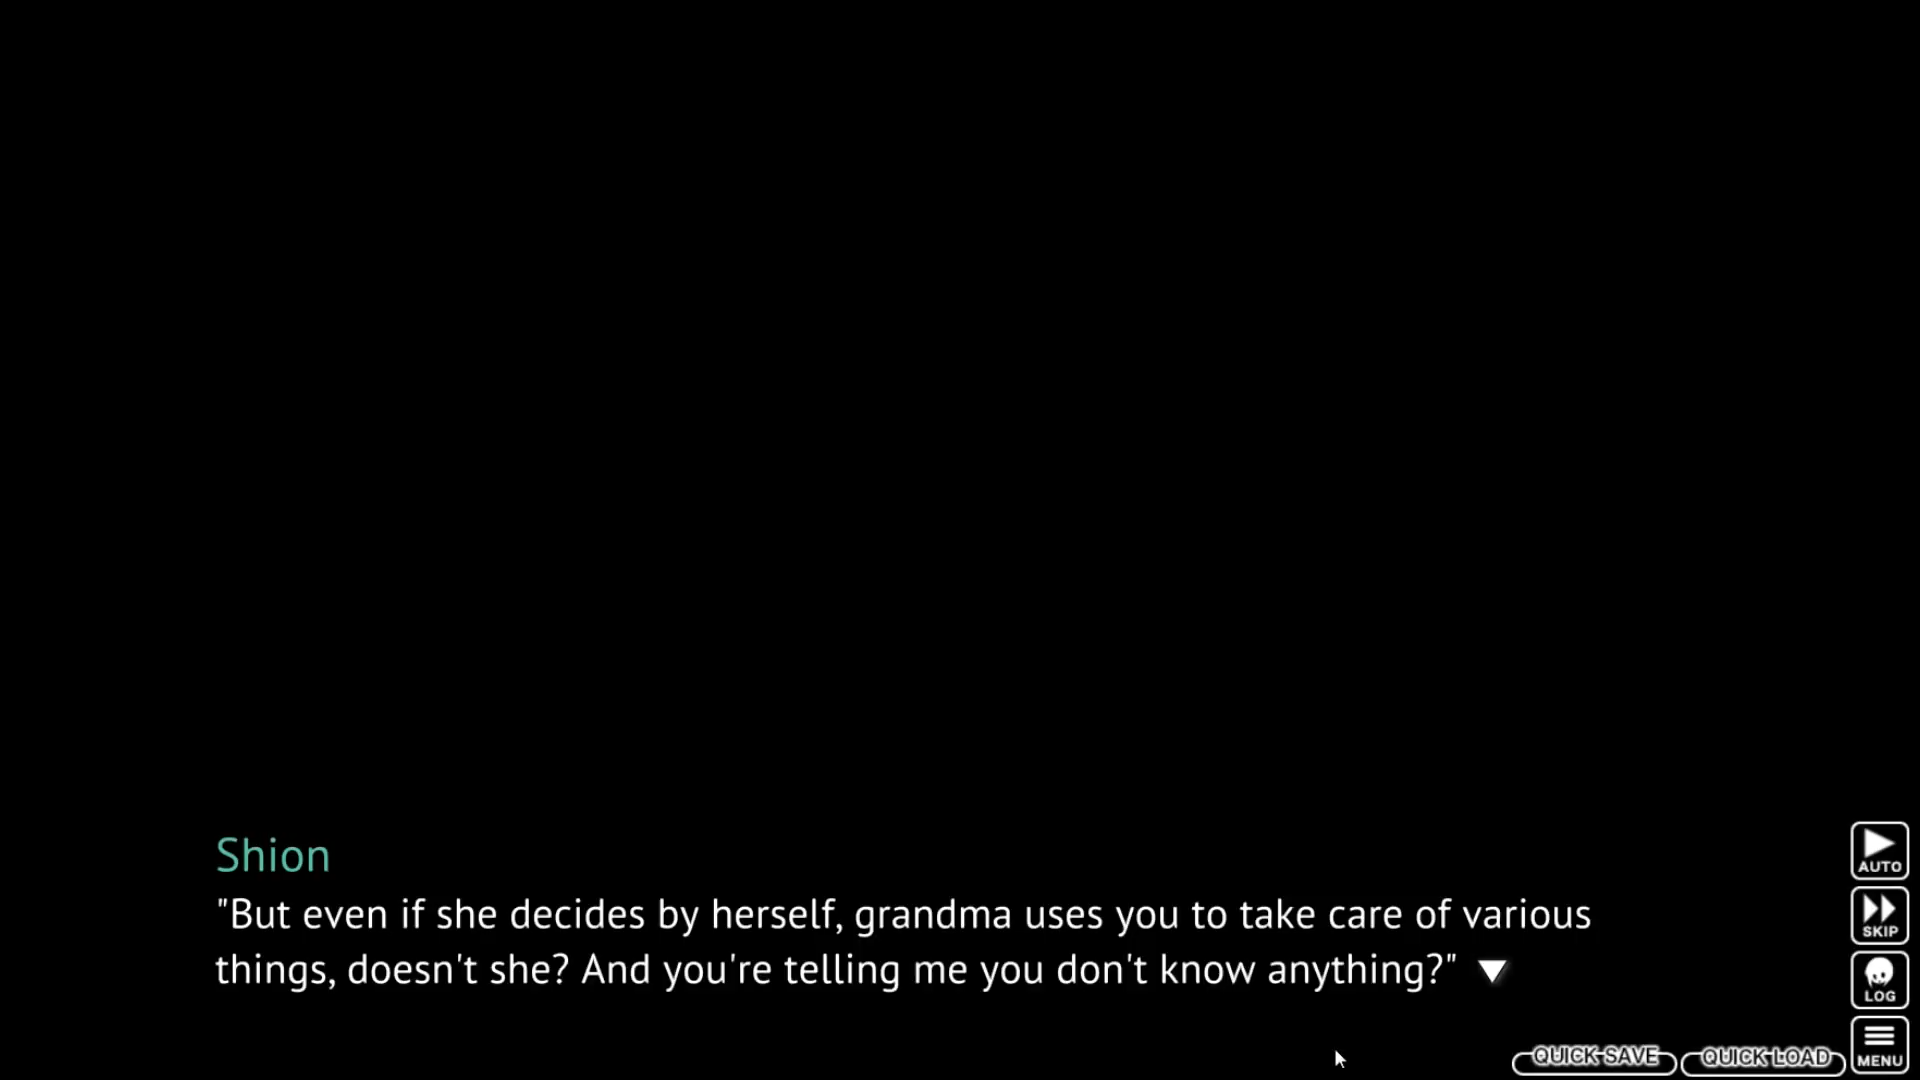 Shion
"But even if she decides by herself, grandma uses you to take care of various
things, doesn't she? And you're telling me you don't know anything?"
AUTO
SKIP
LOG
MENU
QUICK SAVE
QUICK LOAD